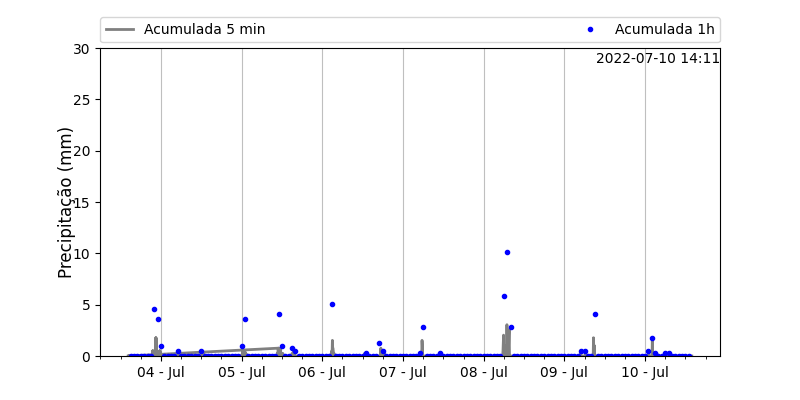 Acumulada 5 min
Acumulada 1h
2022-07-10 14:11
Precipitação (mm)
30
25
20
15
10
5
0
04 - Jul
05 - Jul
06 - Jul
07 - Jul
08 - Jul
09 - Jul
10 - Jul